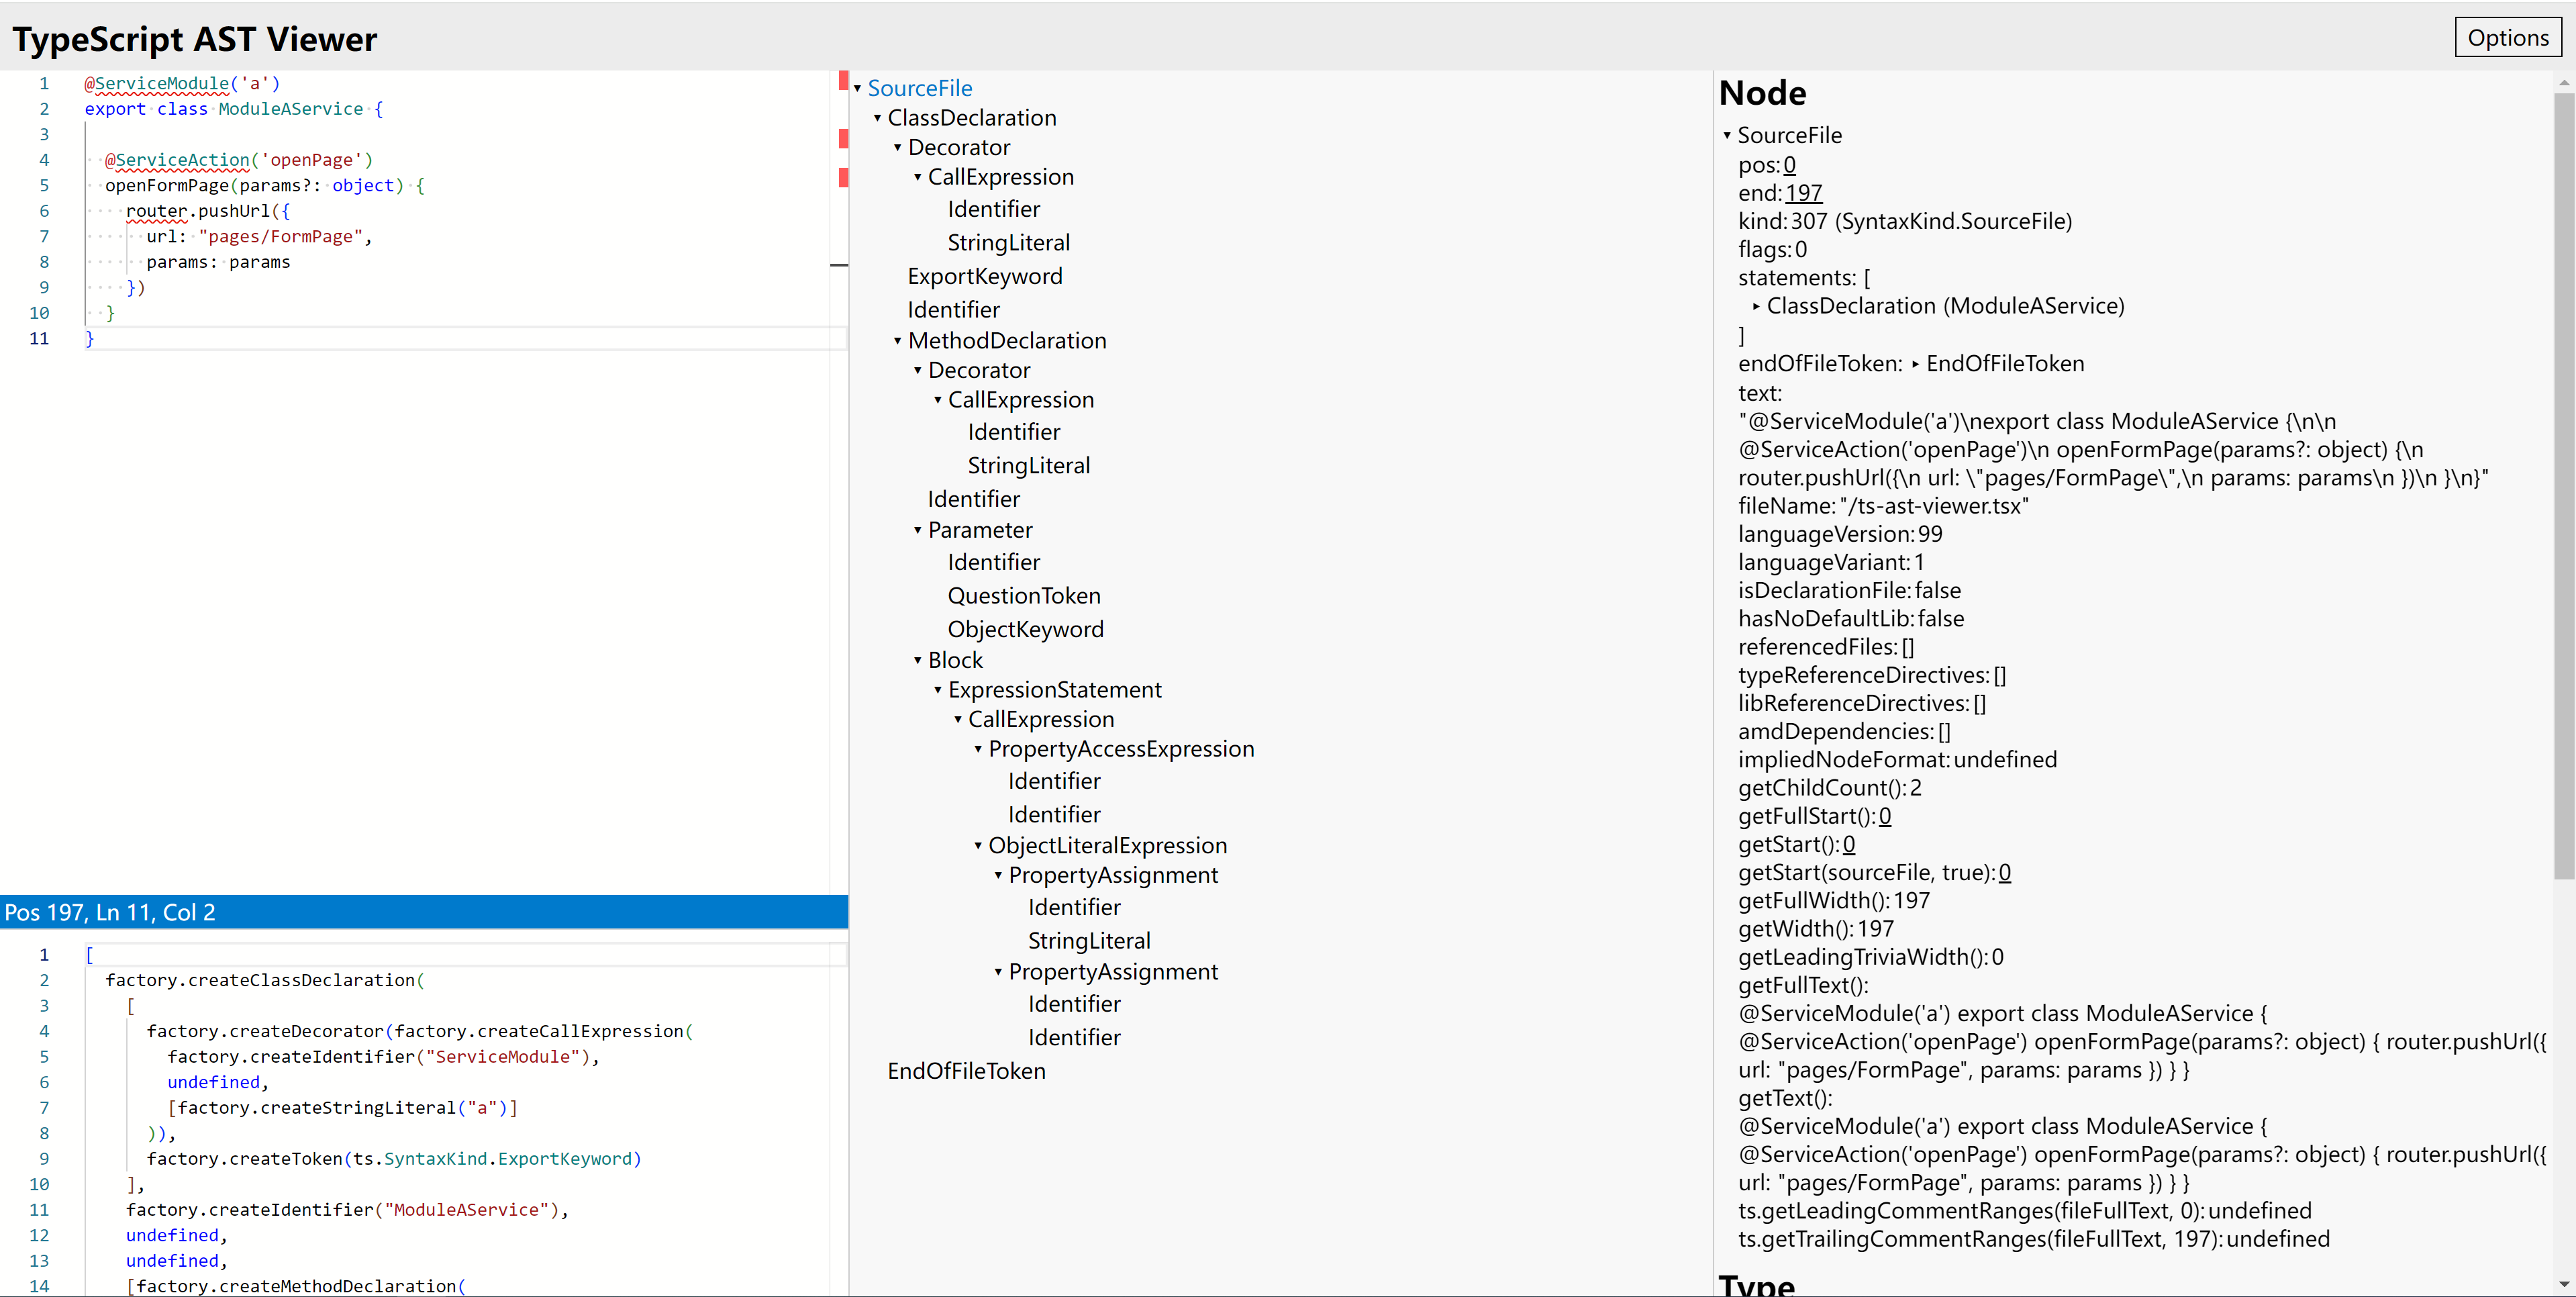 TypeScript AST Viewer
Options
1 @ServiceModule('a')
2 export class ModuleAService {
3
4 @ServiceAction('openPage')
5 openFormPage(params?: object) {
6 router.pushUrl({
7 url: "pages/FormPage",
8 params: params
9 })
10 }
11 }
Pos 197, Ln 11, Col 2
1 [
2 factory.createClassDeclaration(
3 [
4 factory.createDecorator(factory.createCallExpression(
5 factory.createIdentifier("ServiceModule"),
6 undefined,
7 [factory.createStringLiteral("a")]
8 )),
9 factory.createToken(ts.SyntaxKind.ExportKeyword)
10 ],
11 factory.createIdentifier("ModuleAService"),
12 undefined,
13 undefined,
14 [factory.createMethodDeclaration(
SourceFile
ClassDeclaration
Decorator
CallExpression
Identifier
StringLiteral
ExportKeyword
Identifier
MethodDeclaration
Decorator
CallExpression
Identifier
StringLiteral
Identifier
Parameter
Identifier
QuestionToken
ObjectKeyword
Block
ExpressionStatement
CallExpression
PropertyAccessExpression
Identifier
Identifier
ObjectLiteralExpression
PropertyAssignment
Identifier
StringLiteral
PropertyAssignment
Identifier
Identifier
EndOfFileToken
Node
SourceFile
pos: 0
end: 197
kind: 307 (SyntaxKind.SourceFile)
flags: 0
statements: [
ClassDeclaration (ModuleAService)
]
endOfFileToken: EndOfFileToken
text:
"@ServiceModule('a')\nexport class ModuleAService {\n\n
@ServiceAction('openPage')\n openFormPage(params?: object) {\n
router.pushUrl({\n url: \"pages/FormPage\",\n params: params\n })\n }\n}"
fileName: "/ts-ast-viewer.tsx"
languageVersion: 99
languageVariant: 1
isDeclarationFile: false
hasNoDefaultLib: false
referencedFiles: []
typeReferenceDirectives: []
libReferenceDirectives: []
amdDependencies: []
impliedNodeFormat: undefined
getChildCount(): 2
getFullStart(): 0
getStart(): 0
getStart(sourceFile, true): 0
getFullWidth(): 197
getWidth(): 197
getLeadingTriviaWidth(): 0
getFullText():
@ServiceModule('a') export class ModuleAService {
@ServiceAction('openPage') openFormPage(params?: object) { router.pushUrl({
url: "pages/FormPage", params: params }) } }
getText():
@ServiceModule('a') export class ModuleAService {
@ServiceAction('openPage') openFormPage(params?: object) { router.pushUrl({
url: "pages/FormPage", params: params }) } }
ts.getLeadingCommentRanges(fileFullText, 0): undefined
ts.getTrailingCommentRanges(fileFullText, 197): undefined
Type